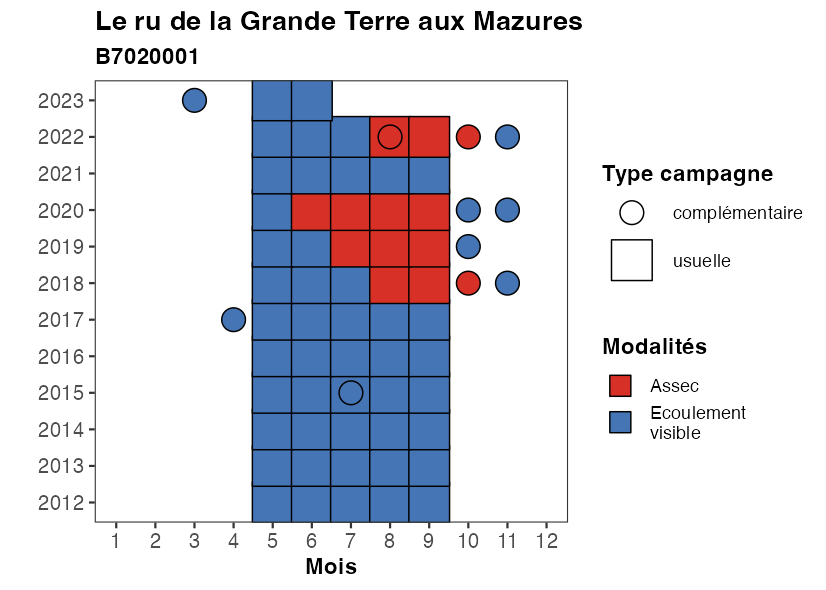 Le ru de la Grande Terre aux Mazures
B7020001
2023
2022
2021
2020
2019
2018
2017
2016
2015
2014
2013
2012
1 2 3 4 5 6 7 8 9 10 11 12
Mois
Type campagne
complémentaire
usuelle
Modalités
Assec
Ecoulement
visible